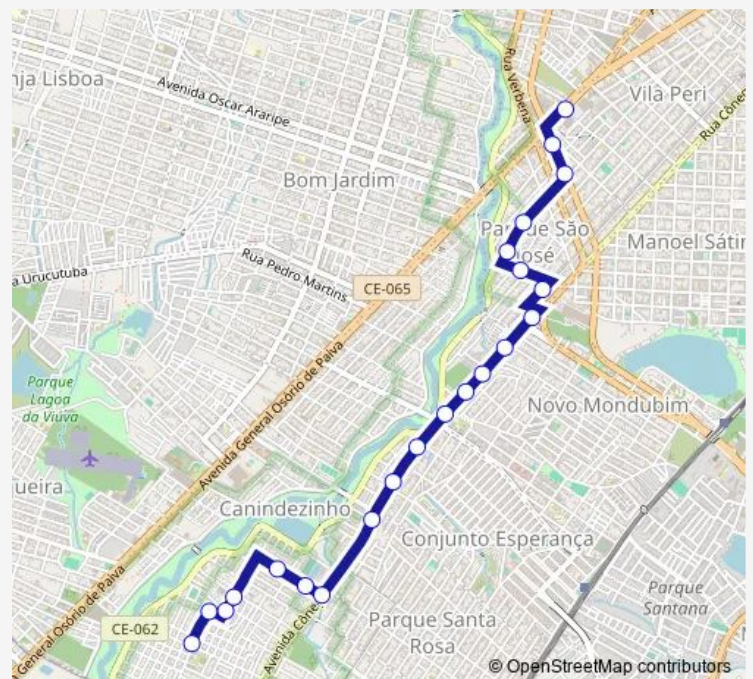 nja Lisboa
Avenida Oscar Araripe
Rua Verbena
Vila Peri
Rua Cône
Bom Jardim
Parque São
José
Manoel Sátir
a Urucutuba
Rua Pedro Martins
CE-065
Parque
Lagoa
da Viúva
Avenida General Osório de Paiva
Novo Mondubim
ueira
Canindezinho
Conjunto Esperança
Parque
Santana
CE-062
Avenida Cône
Parque Santa
Rosa
General Osório de Paiva
© OpenStreetMap contributors